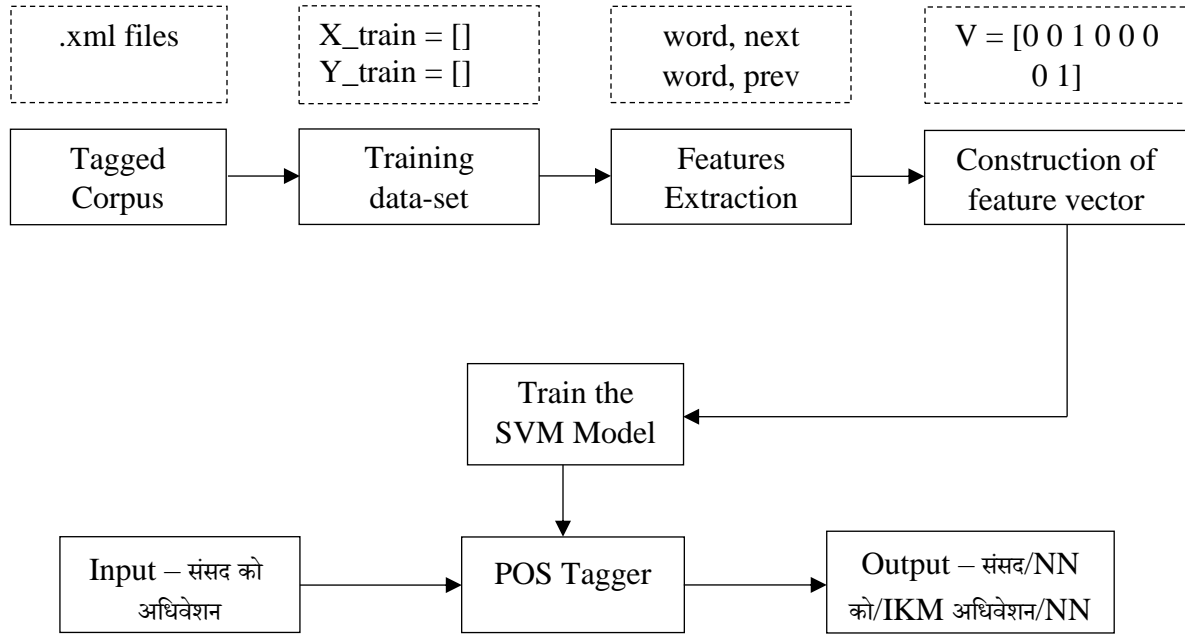 .xml files
X_train = []
Y_train = []
word, next
word, prev
V = [0 0 1 0 0 0
0 1]
Tagged
Corpus
Training
data-set
Features
Extraction
Construction of
feature vector
Train the
SVM Model
Input – संसद को
अधिवेशन
POS Tagger
Output – संसद/NN
को/IKM अधिवेशन/NN